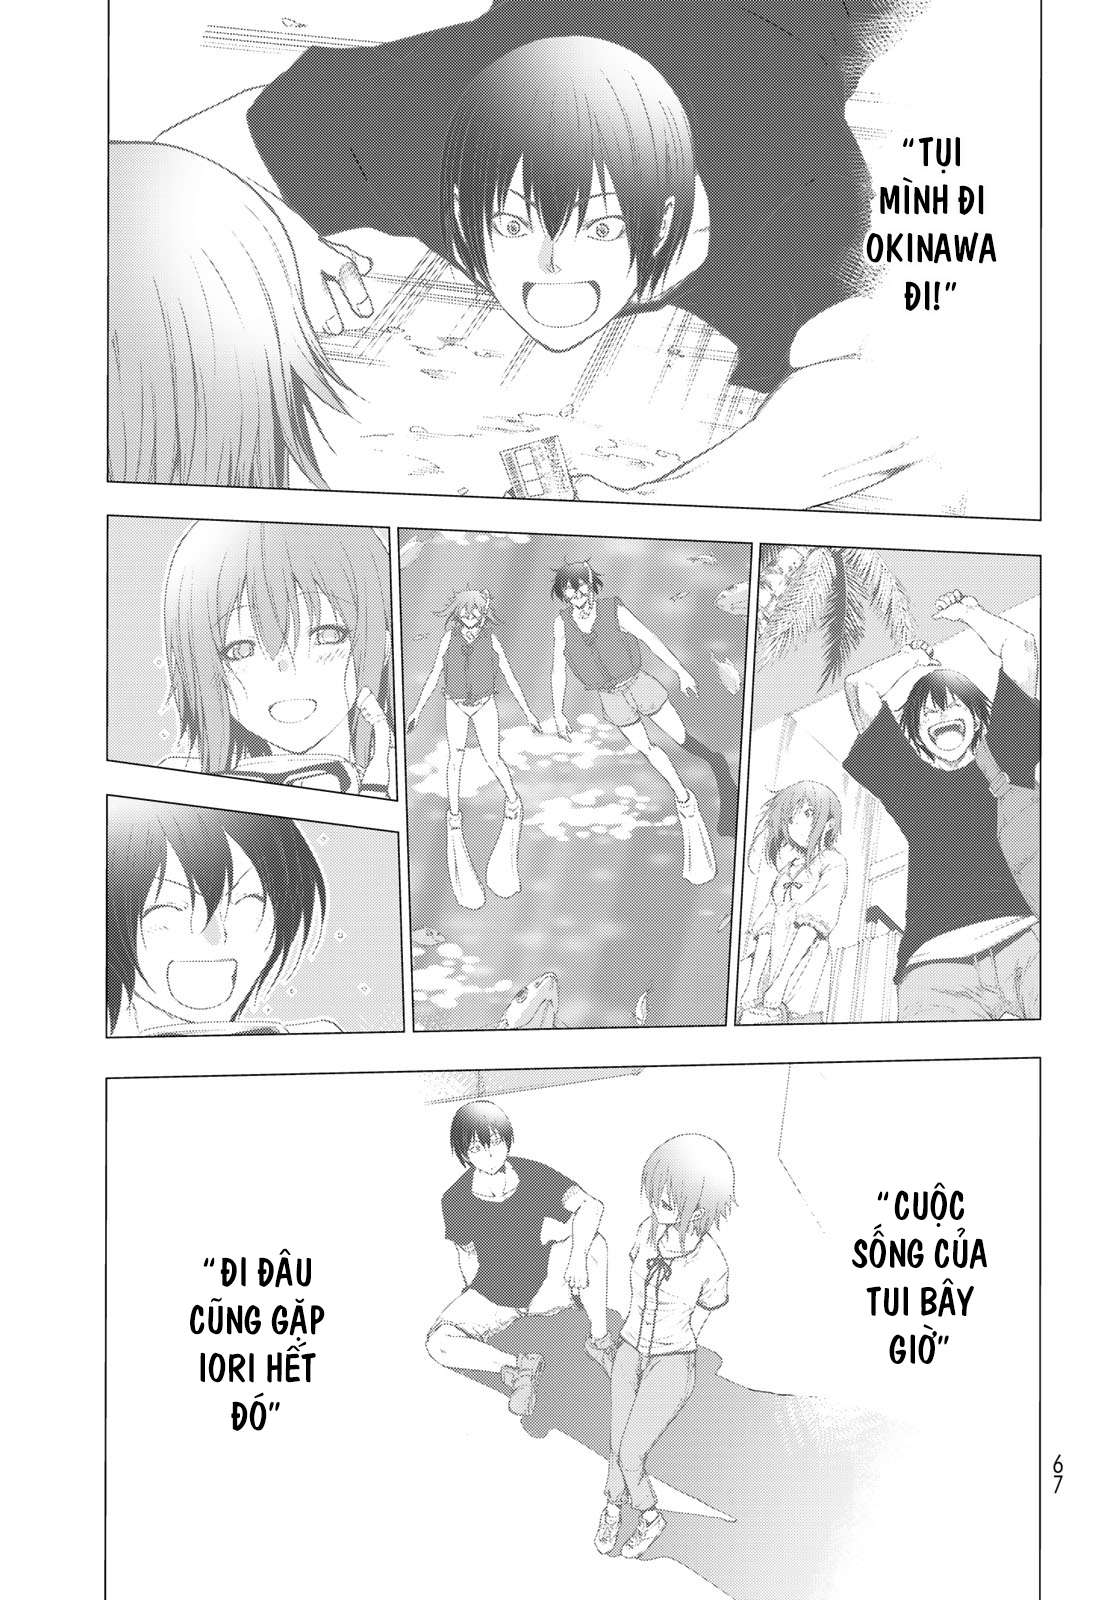 “TỤI
MÌNH ĐI
OKINAWA
ĐI!”
“CUỘC
SỐNG CỦA
TUI BÂY
GIỜ”
“ĐI ĐÂU
CŨNG GẶP
IORI HẾT
ĐÓ”
67